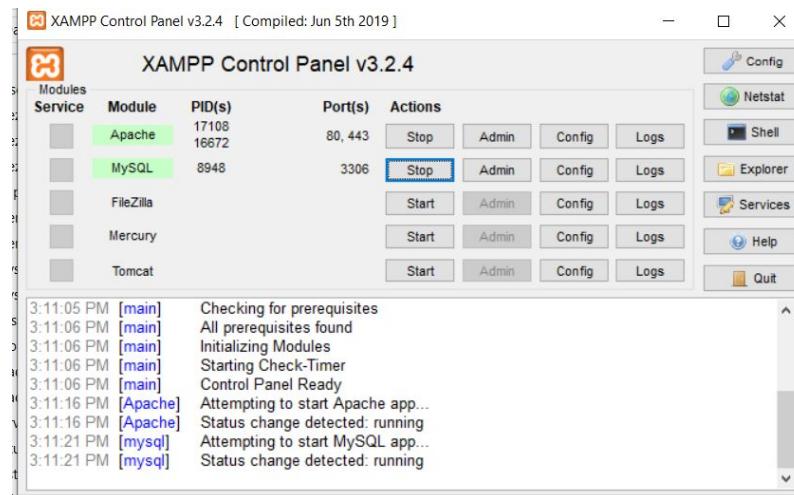 XAMPP Control Panel v3.2.4 [ Compiled: Jun 5th 2019 ]
XAMPP Control Panel v3.2.4
Config
Modules
Service Module PID(s) Port(s) Actions
Netstat
Apache 17108 16672 80, 443 Stop Admin Config Logs
Shell
MySQL 8948 3306 Stop Admin Config Logs
Explorer
FileZilla Start Admin Config Logs
Services
Mercury Start Admin Config Logs
Help
Tomcat Start Admin Config Logs
Quit
3:11:05 PM [main] Checking for prerequisites
3:11:06 PM [main] All prerequisites found
3:11:06 PM [main] Initializing Modules
3:11:06 PM [main] Starting Check-Timer
3:11:06 PM [main] Control Panel Ready
3:11:16 PM [Apache] Attempting to start Apache app...
3:11:16 PM [Apache] Status change detected: running
3:11:21 PM [mysql] Attempting to start MySQL app...
3:11:21 PM [mysql] Status change detected: running